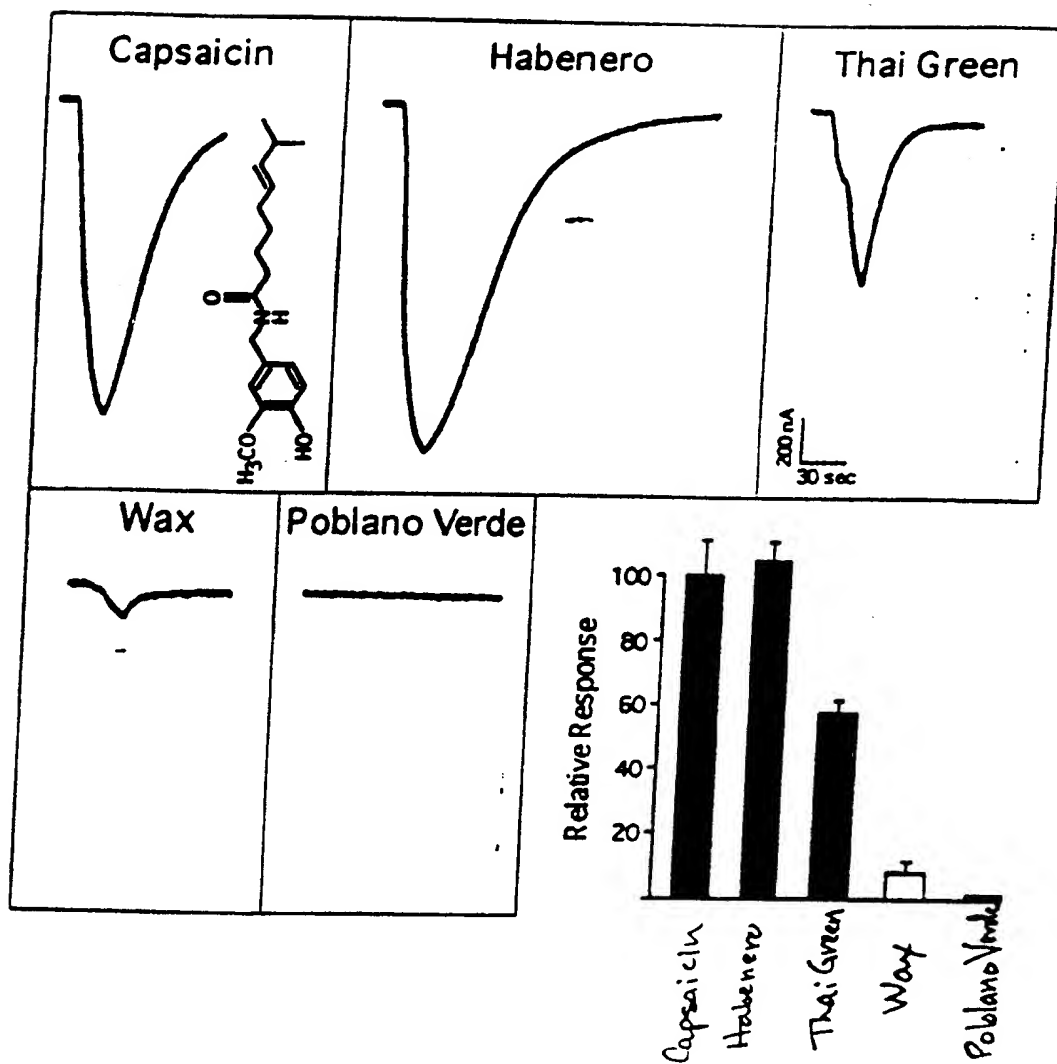 Capsaicin
Habenero
Thai Green
O
N
H
H₃CO
HO
200 nA
30 sec
Wax
Poblano Verde
Relative Response
100
80
60
40
20
Capsaicin
Habenero
Thai Green
Wax
Poblano Verde